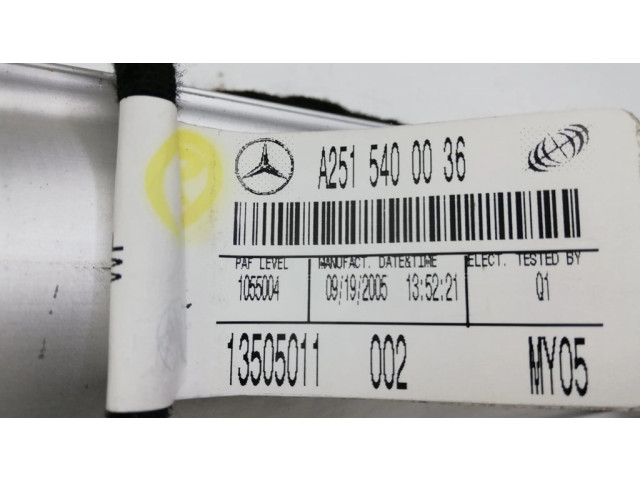 A251 540 00 36
PAF LEVEL MANUFACT. DATE&TIME ELECT. TESTED BY
1055004 09/19/2005 13:52:21 Q1
13505011 002 MY05